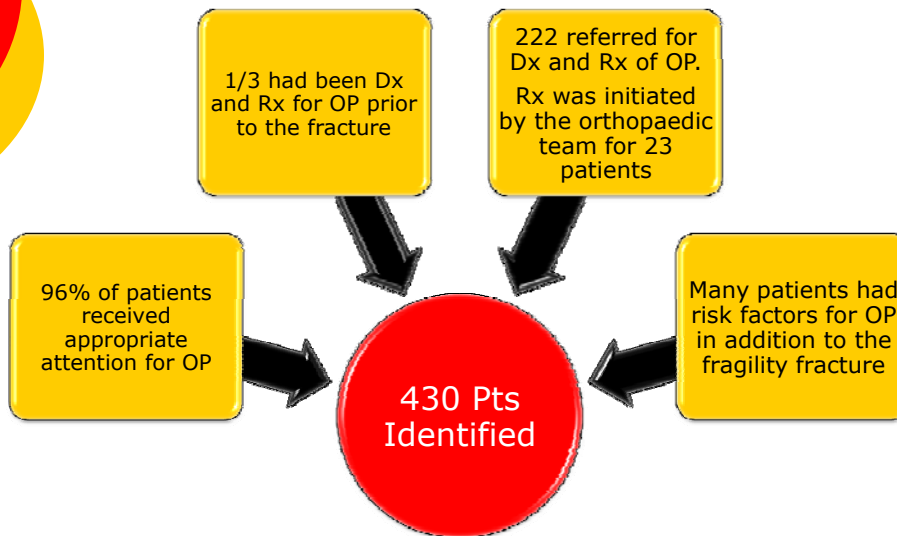 1/3 had been Dx
and Rx for OP prior
to the fracture
222 referred for
Dx and Rx of OP.
Rx was initiated
by the orthopaedic
team for 23
patients
96% of patients
received
appropriate
attention for OP
Many patients had
risk factors for OP
in addition to the
fragility fracture
430 Pts
Identified